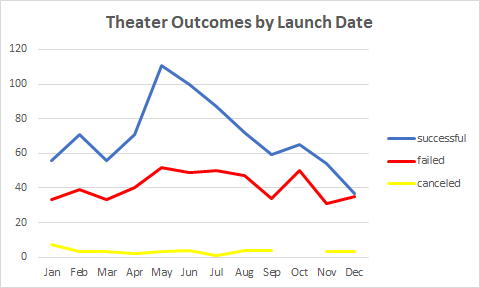 Theater Outcomes by Launch Date
120
100
80
60
40
20
0
Jan Feb Mar Apr May Jun Jul Aug Sep Oct Nov Dec
successful
failed
canceled